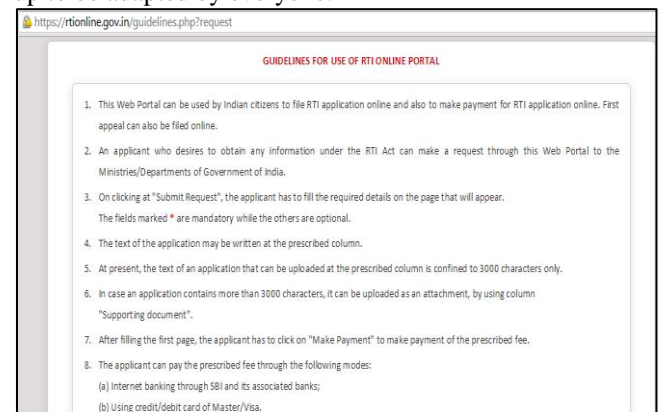 https://rtionline.gov.in/guidelines.php?request
GUIDELINES FOR USE OF RTI ONLINE PORTAL
1. This Web Portal can be used by Indian citizens to file RTI application online and also to make payment for RTI application online. First
appeal can also be filed online.
2. An applicant who desires to obtain any information under the RTI Act can make a request through this Web Portal to the
Ministries/Departments of Government of India.
3. On clicking at "Submit Request", the applicant has to fill the required details on the page that will appear.
The fields marked * are mandatory while the others are optional.
4. The text of the application may be written at the prescribed column.
5. At present, the text of an application that can be uploaded at the prescribed column is confined to 3000 characters only.
6. In case an application contains more than 3000 characters, it can be uploaded as an attachment, by using column
"Supporting document".
7. After filling the first page, the applicant has to click on "Make Payment" to make payment of the prescribed fee.
8. The applicant can pay the prescribed fee through the following modes:
(a) Internet banking through SBI and its associated banks;
(b) Using credit/debit card of Master/Visa.